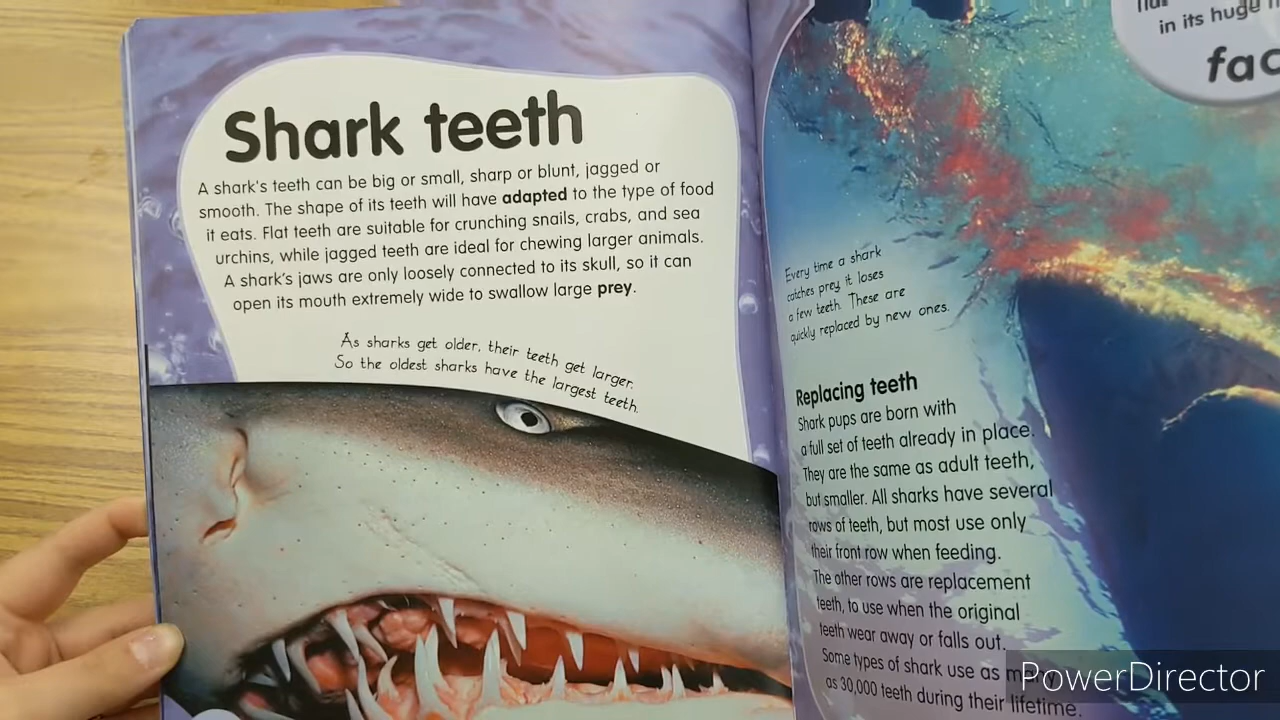 Shark teeth
A shark's teeth can be big or small, sharp or blunt, jagged or
smooth. The shape of its teeth will have adapted to the type of food
it eats. Flat teeth are suitable for crunching snails, crabs, and sea
urchins, while jagged teeth are ideal for chewing larger animals.
A shark's jaws are only loosely connected to its skull, so it can
open its mouth extremely wide to swallow large prey.
As sharks get older, their teeth get larger.
So the oldest sharks have the largest teeth.
in its huge
fac
Every time a shark
catches prey, it loses
a few teeth. These are
quickly replaced by new ones.
Replacing teeth
Shark pups are born with
a full set of teeth already in place.
They are the same as adult teeth,
but smaller. All sharks have several
rows of teeth, but most use only
their front row when feeding.
The other rows are replacement
teeth, to use when the original
teeth wear away or falls out.
Some types of shark use as
as 30,000 teeth during their lifetime.
PowerDirector